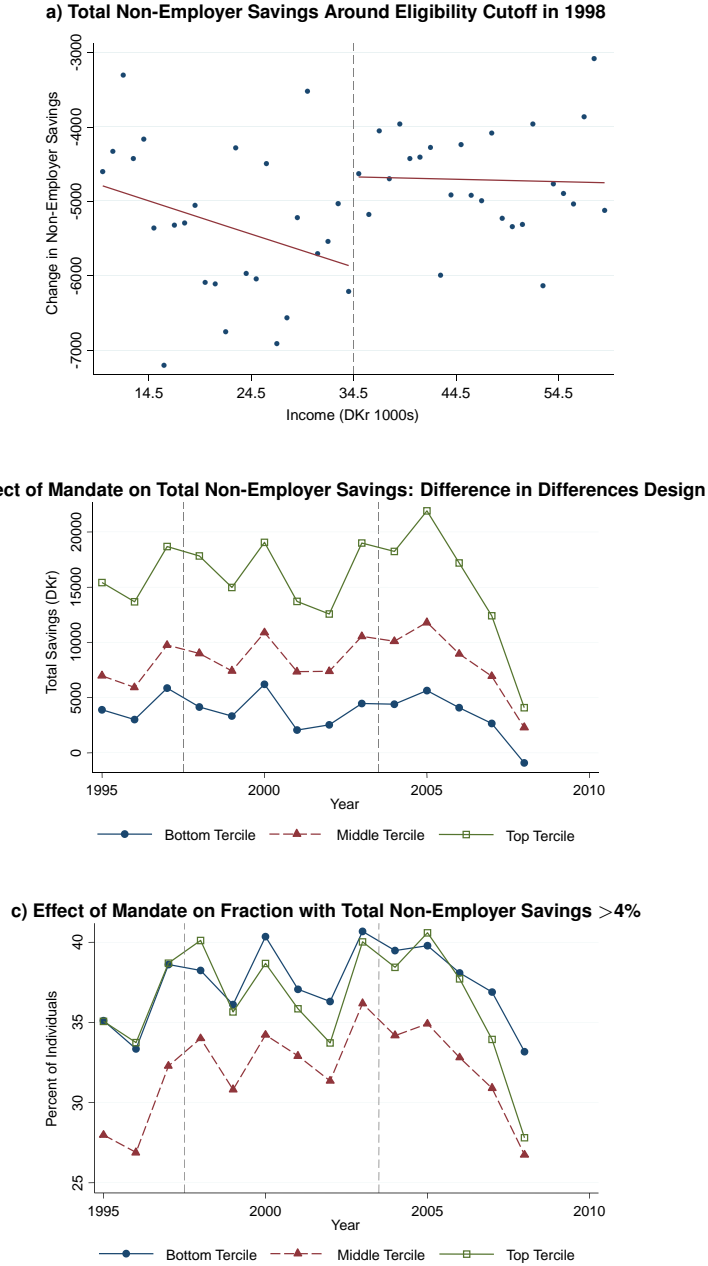 a) Total Non-Employer Savings Around Eligibility Cutoff in 1998
Change in Non-Employer Savings
-3000
-4000
-5000
-6000
-7000
14.5 24.5 34.5 44.5 54.5
Income (DKr 1000s)
ect of Mandate on Total Non-Employer Savings: Difference in Differences Design
Total Savings (DKr)
20000
15000
10000
5000
0
1995 2000 2005 2010
Year
Bottom Tercile Middle Tercile Top Tercile
c) Effect of Mandate on Fraction with Total Non-Employer Savings >4%
Percent of Individuals
40
35
30
25
1995 2000 2005 2010
Year
Bottom Tercile Middle Tercile Top Tercile